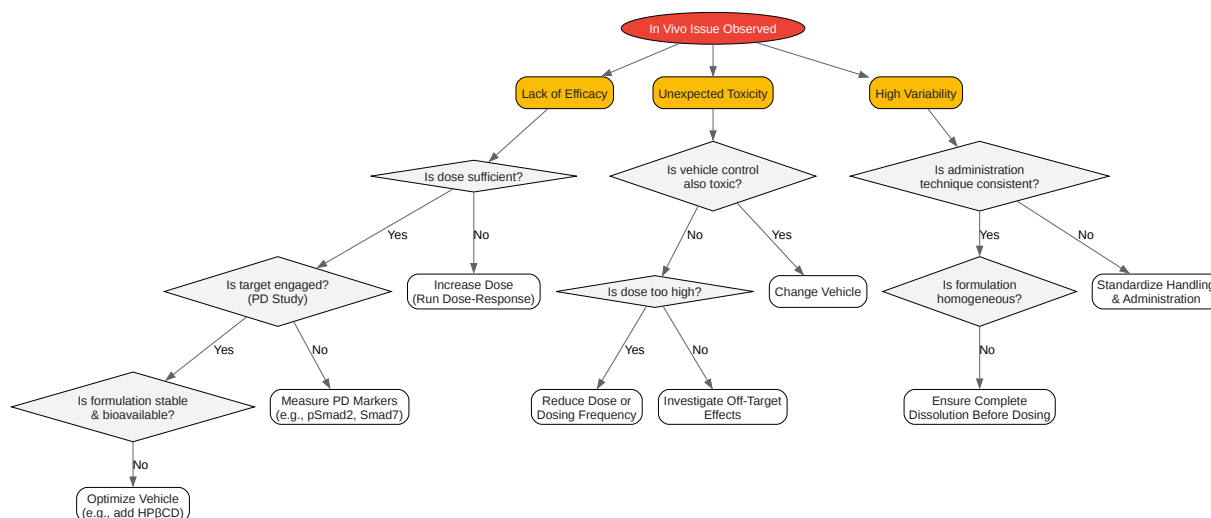 In Vivo Issue Observed
Lack of Efficacy
Unexpected Toxicity
High Variability
Is dose sufficient?
Is vehicle control
also toxic?
Is administration
technique consistent?
Yes
No
No
Yes
Yes
No
Is target engaged?
(PD Study)
Increase Dose
(Run Dose-Response)
Is dose too high?
Change Vehicle
Is formulation
homogeneous?
Standardize Handling
& Administration
Yes
No
Yes
No
No
Is formulation stable
& bioavailable?
Measure PD Markers
(e.g., pSmad2, Smad7)
Reduce Dose or
Dosing Frequency
Investigate Off-Target
Effects
Ensure Complete
Dissolution Before Dosing
No
Optimize Vehicle
(e.g., add HPβCD)